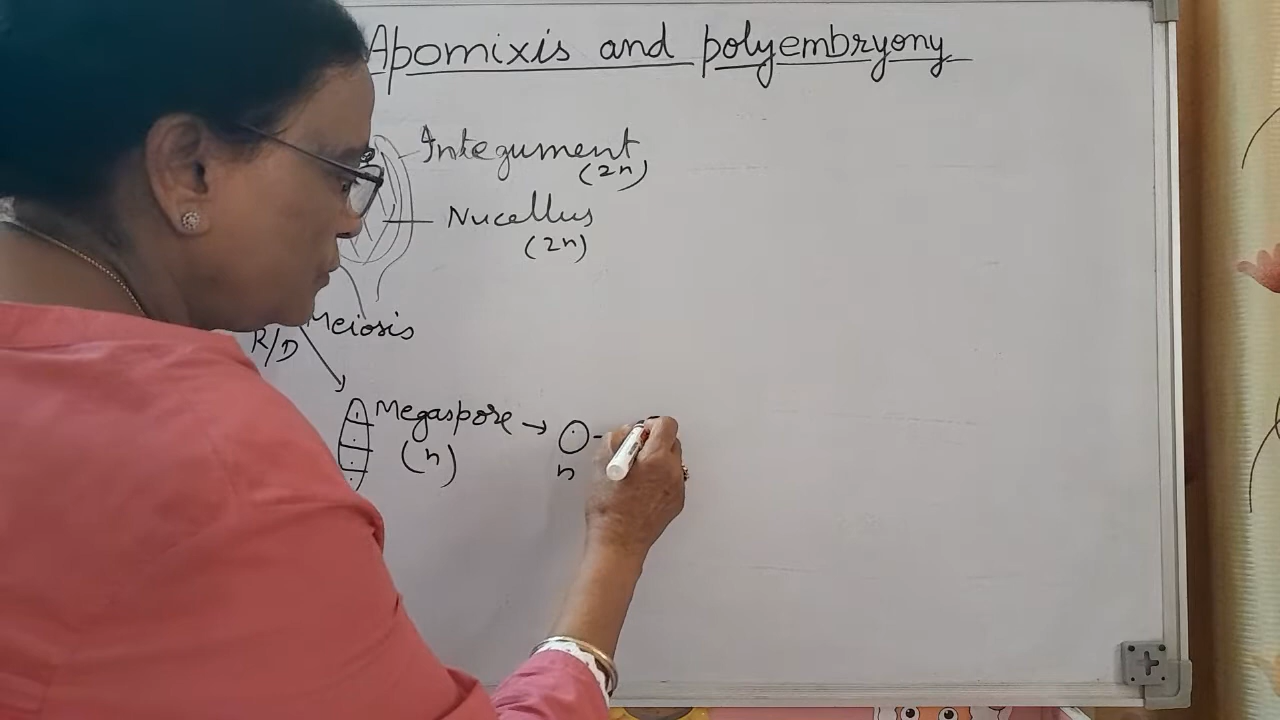 Apomixis and polyembryony
Integument
(2n)
Nucellus
(2n)
Meiosis
R/D
Megaspore →
(n)
n